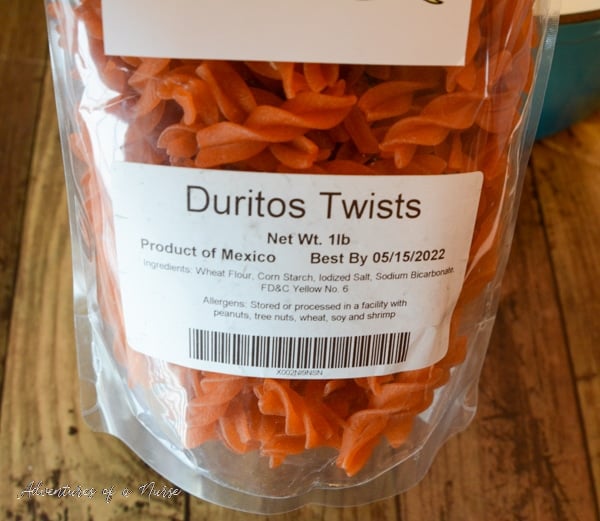 Duritos Twists
Net Wt. 1lb
Product of Mexico Best By 05/15/2022
Ingredients: Wheat Flour, Corn Starch, Iodized Salt, Sodium Bicarbonate,
FD&C Yellow No. 6
Allergens: Stored or processed in a facility with
peanuts, tree nuts, wheat, soy and shrimp
X002NI9NSN
Adventures of a Nurse